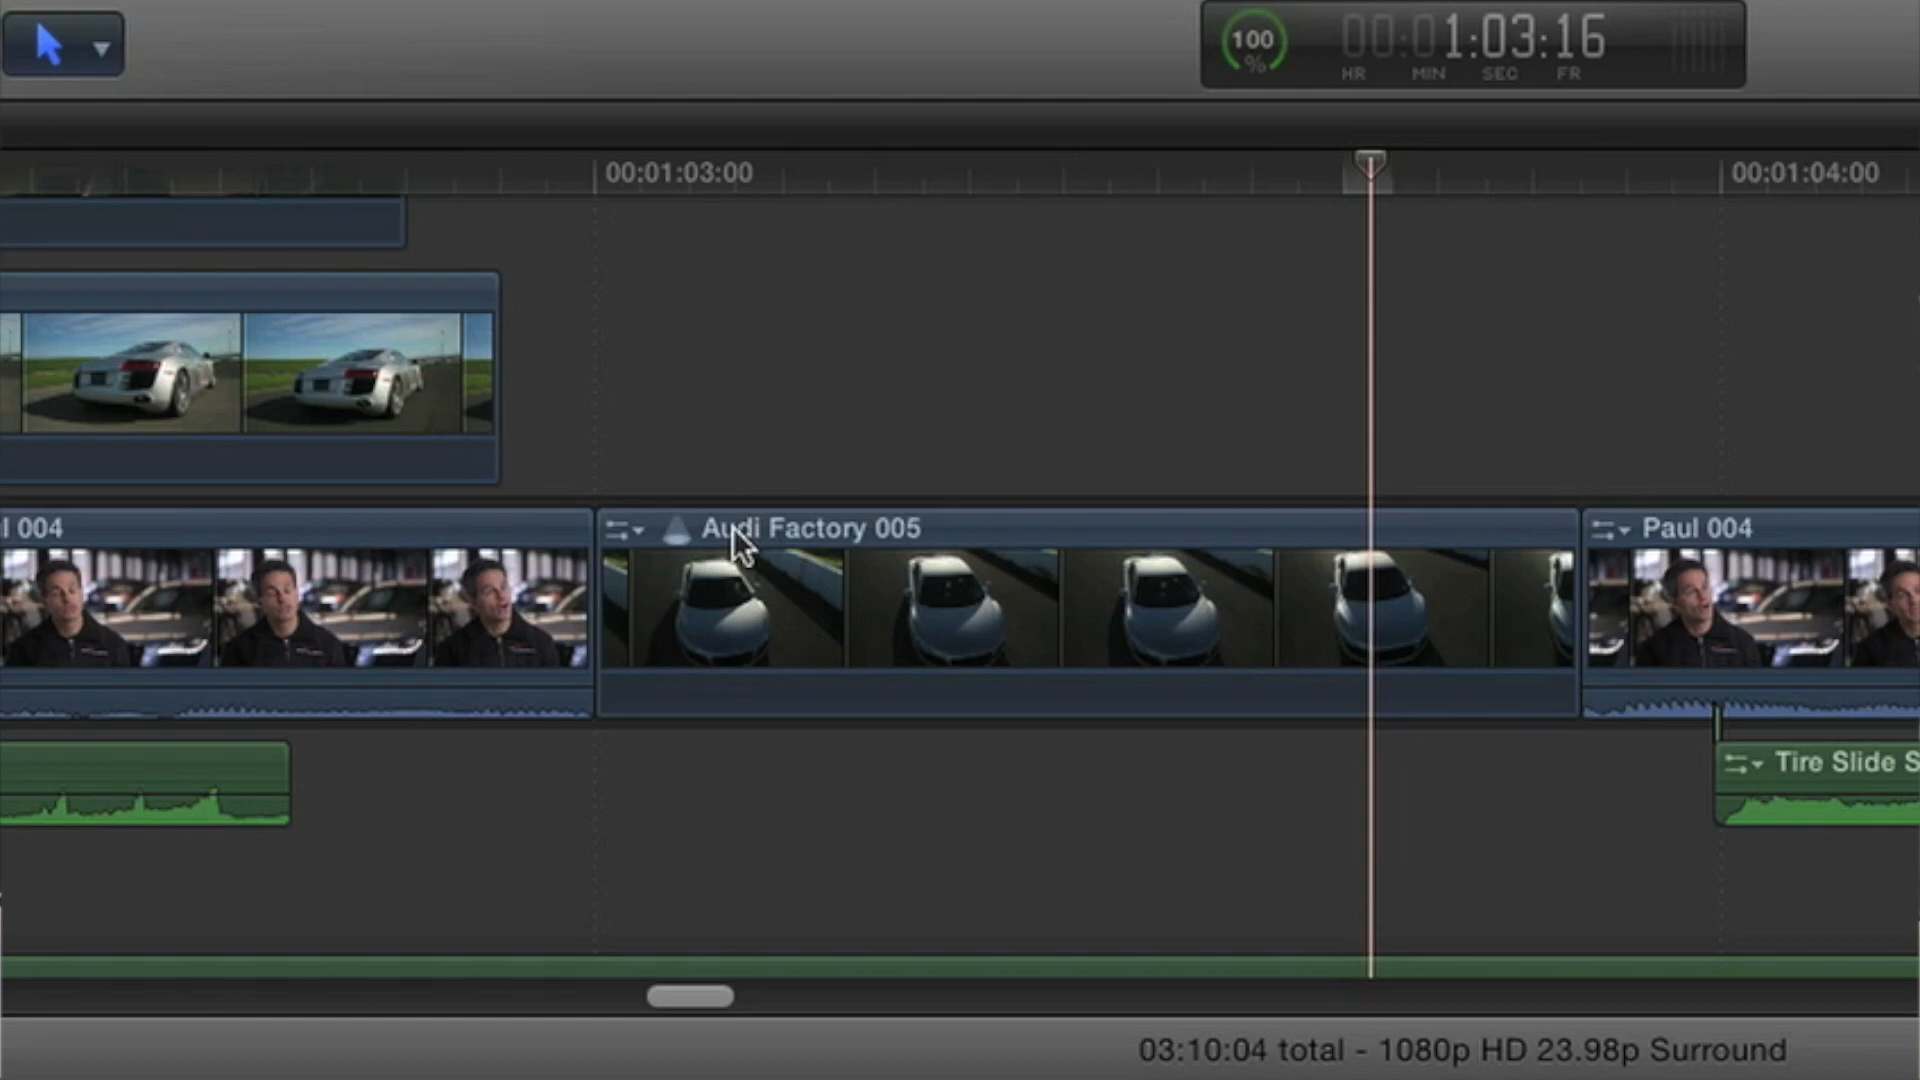 100
%
00:01:03:16
HR MIN SEC FR
00:01:03:00
00:01:04:00
l 004
Audi Factory 005
Paul 004
Tire Slide S
03:10:04 total - 1080p HD 23.98p Surround